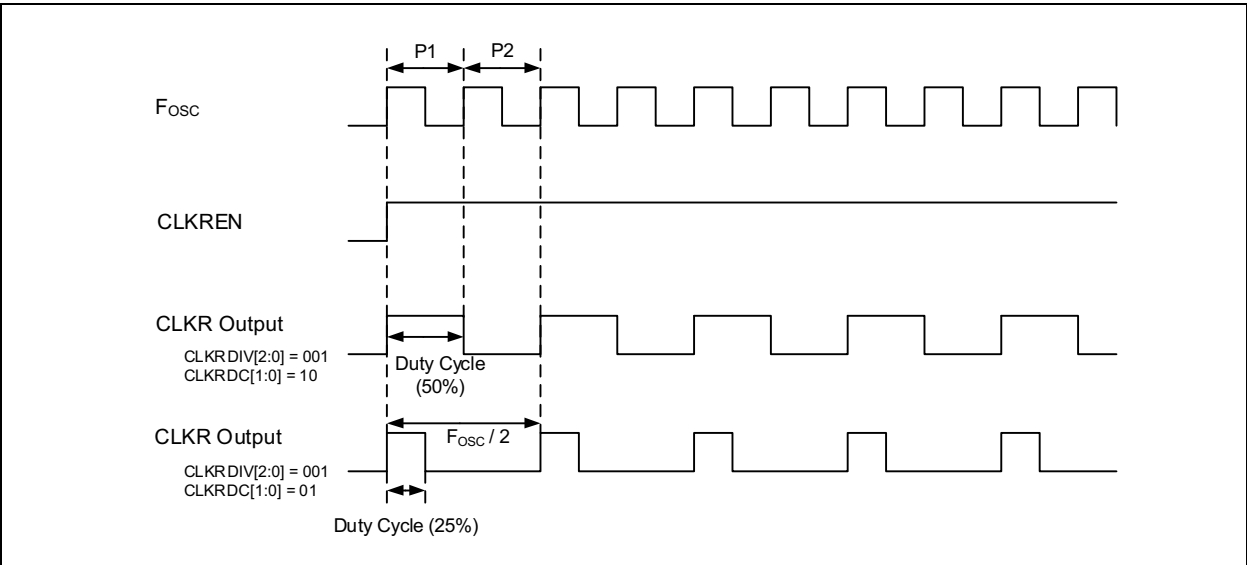 P1 P2
FOSC
CLKREN
CLKR Output
CLKRDIV[2:0] = 001
CLKRDC[1:0] = 10
Duty Cycle
(50%)
CLKR Output
FOSC / 2
CLKRDIV[2:0] = 001
CLKRDC[1:0] = 01
Duty Cycle (25%)